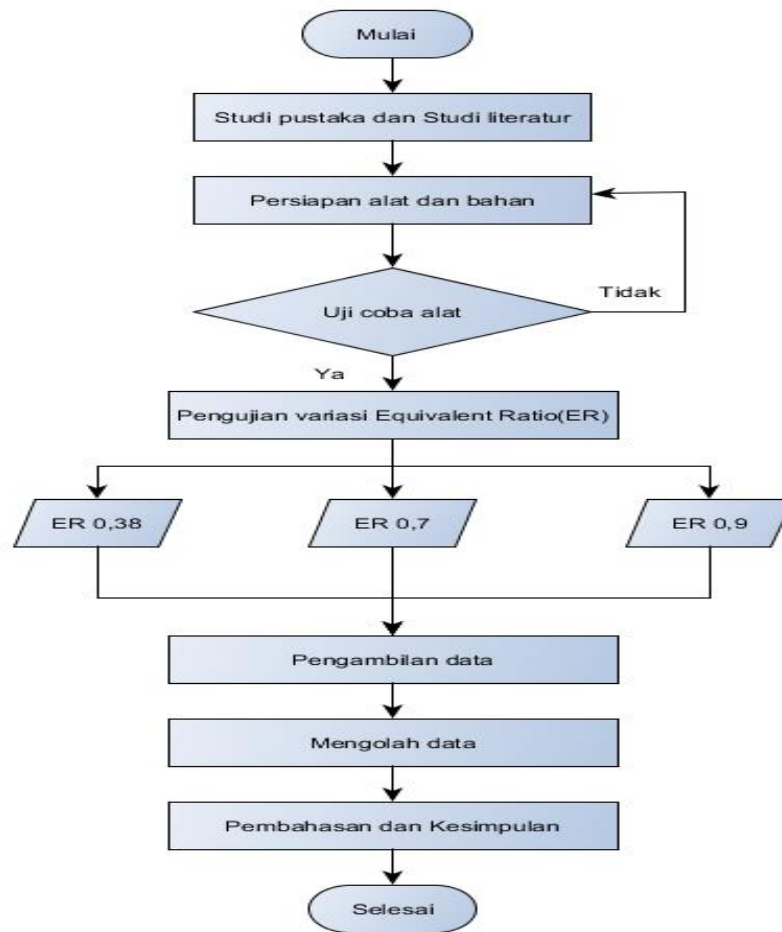 Mulai
Studi pustaka dan Studi literatur
Persiapan alat dan bahan
Tidak
Uji coba alat
Ya
Pengujian variasi Equivalent Ratio(ER)
ER 0,38
ER 0,7
ER 0,9
Pengambilan data
Mengolah data
Pembahasan dan Kesimpulan
Selesai